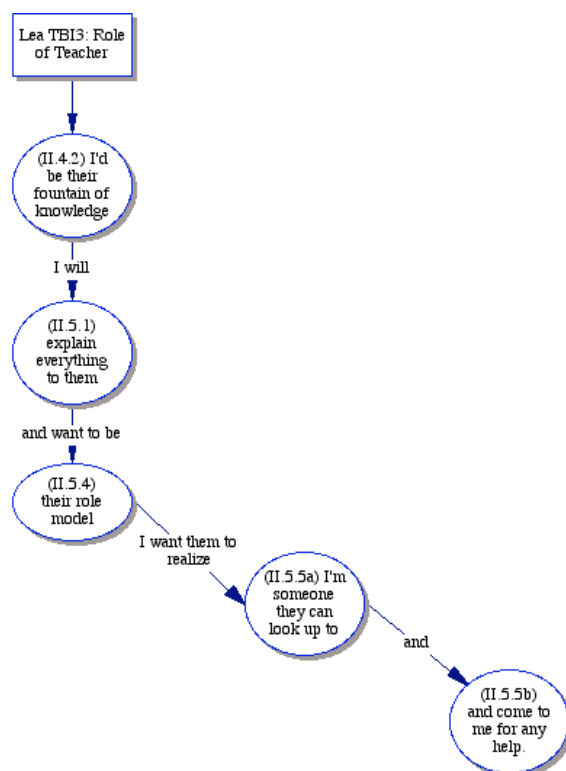 Lea TBI3: Role
of Teacher
(II.4.2) I'd
be their
fountain of
knowledge
I will
(II.5.1)
explain
everything
to them
and want to be
(II.5.4)
their role
model
I want them to
realize
(II.5.5a) I'm
someone
they can
look up to
and
(II.5.5b)
and come to
me for any
help.